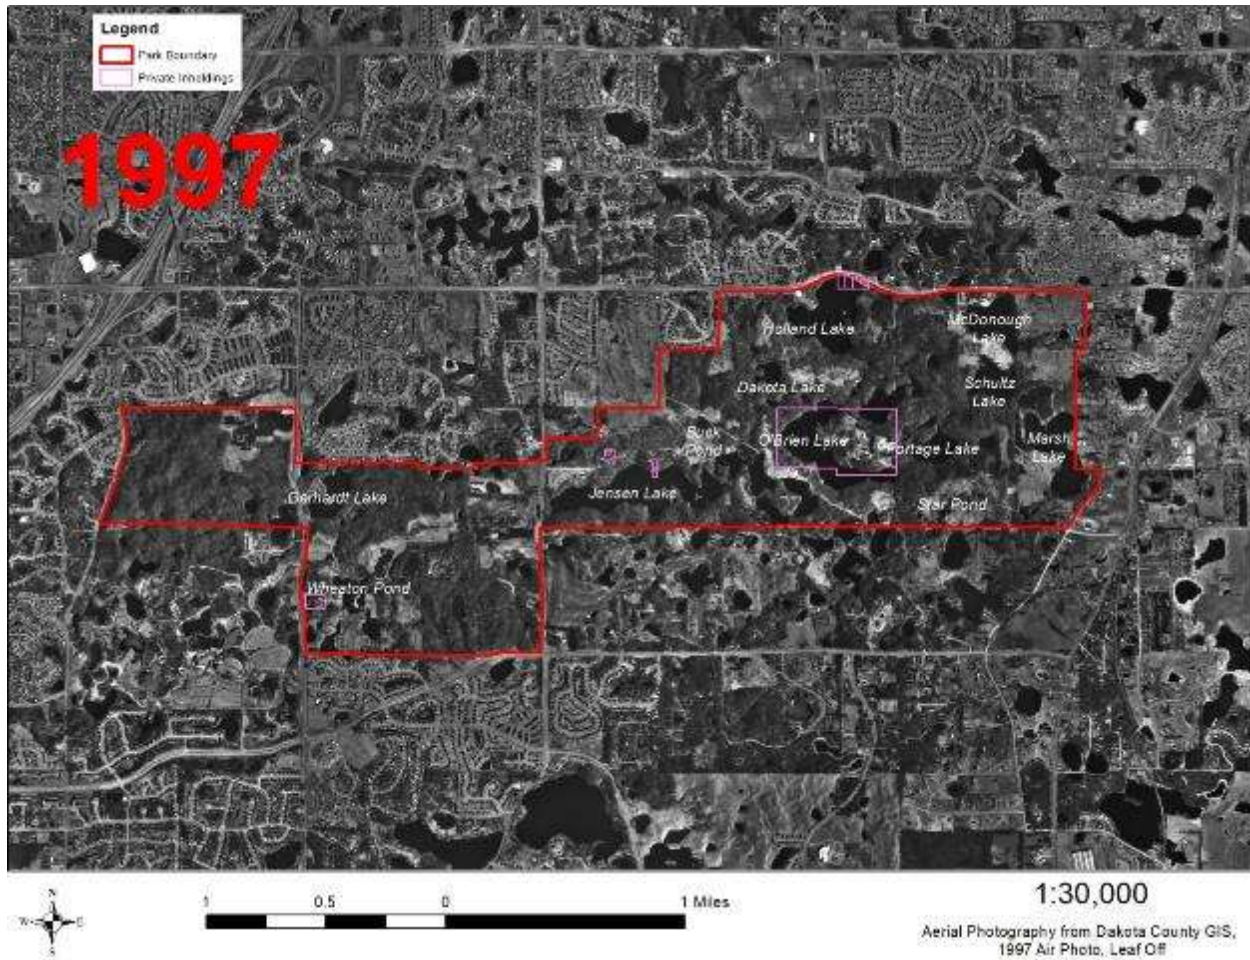 Legend
Park Boundary
Private Inholdings
1997
Holland Lake
McDonough
Lake
Dakota Lake
Schultz
Lake
Buck
Pond
O'Brien Lake
Portage Lake
Marsh
Lake
Gerhardt Lake
Jensen Lake
Star Pond
Wheaton Pond
N
W
E
S
1 0.5 0 1 Miles
1:30,000
Aerial Photography from Dakota County GIS,
1997 Air Photo, Leaf Off